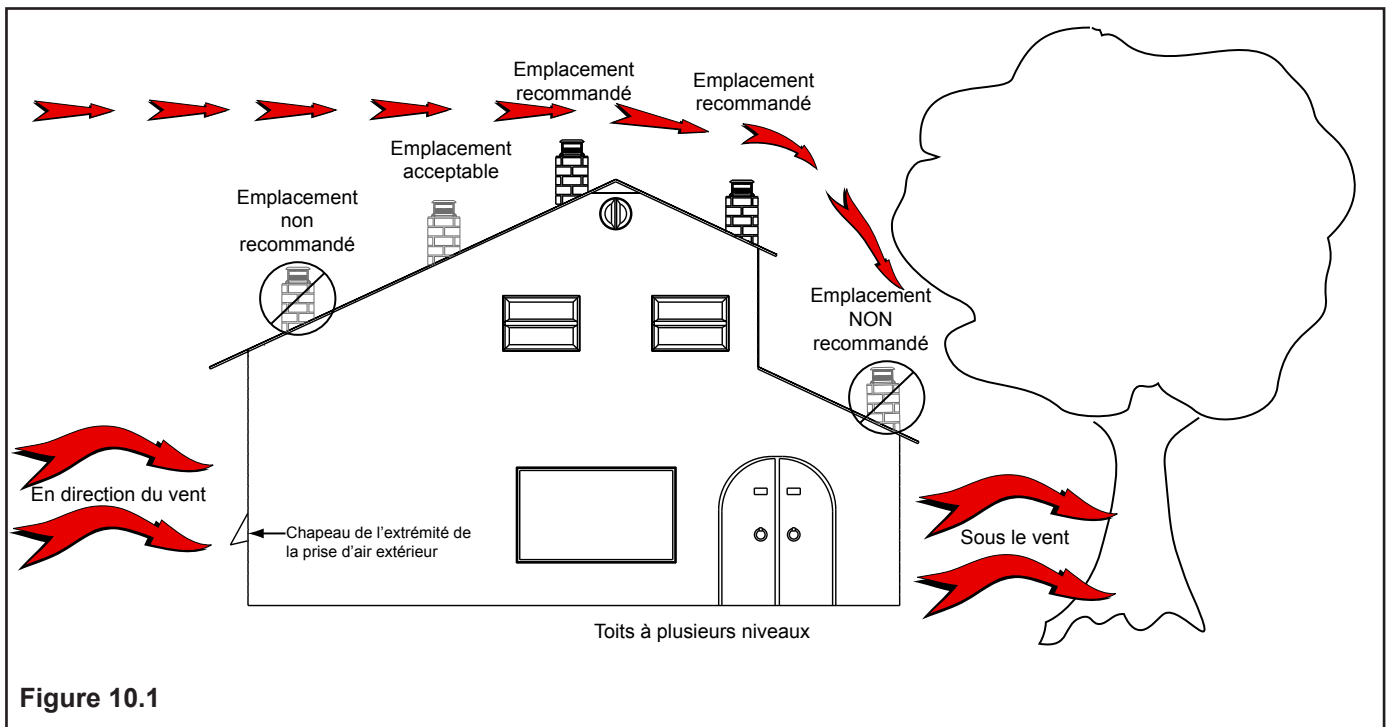 Emplacement
recommandé
Emplacement
recommandé
Emplacement
acceptable
Emplacement
non
recommandé
Emplacement
NON
recommandé
En direction du vent
Chapeau de l’extrémité de
la prise d’air extérieur
Sous le vent
Toits à plusieurs niveaux
Figure 10.1